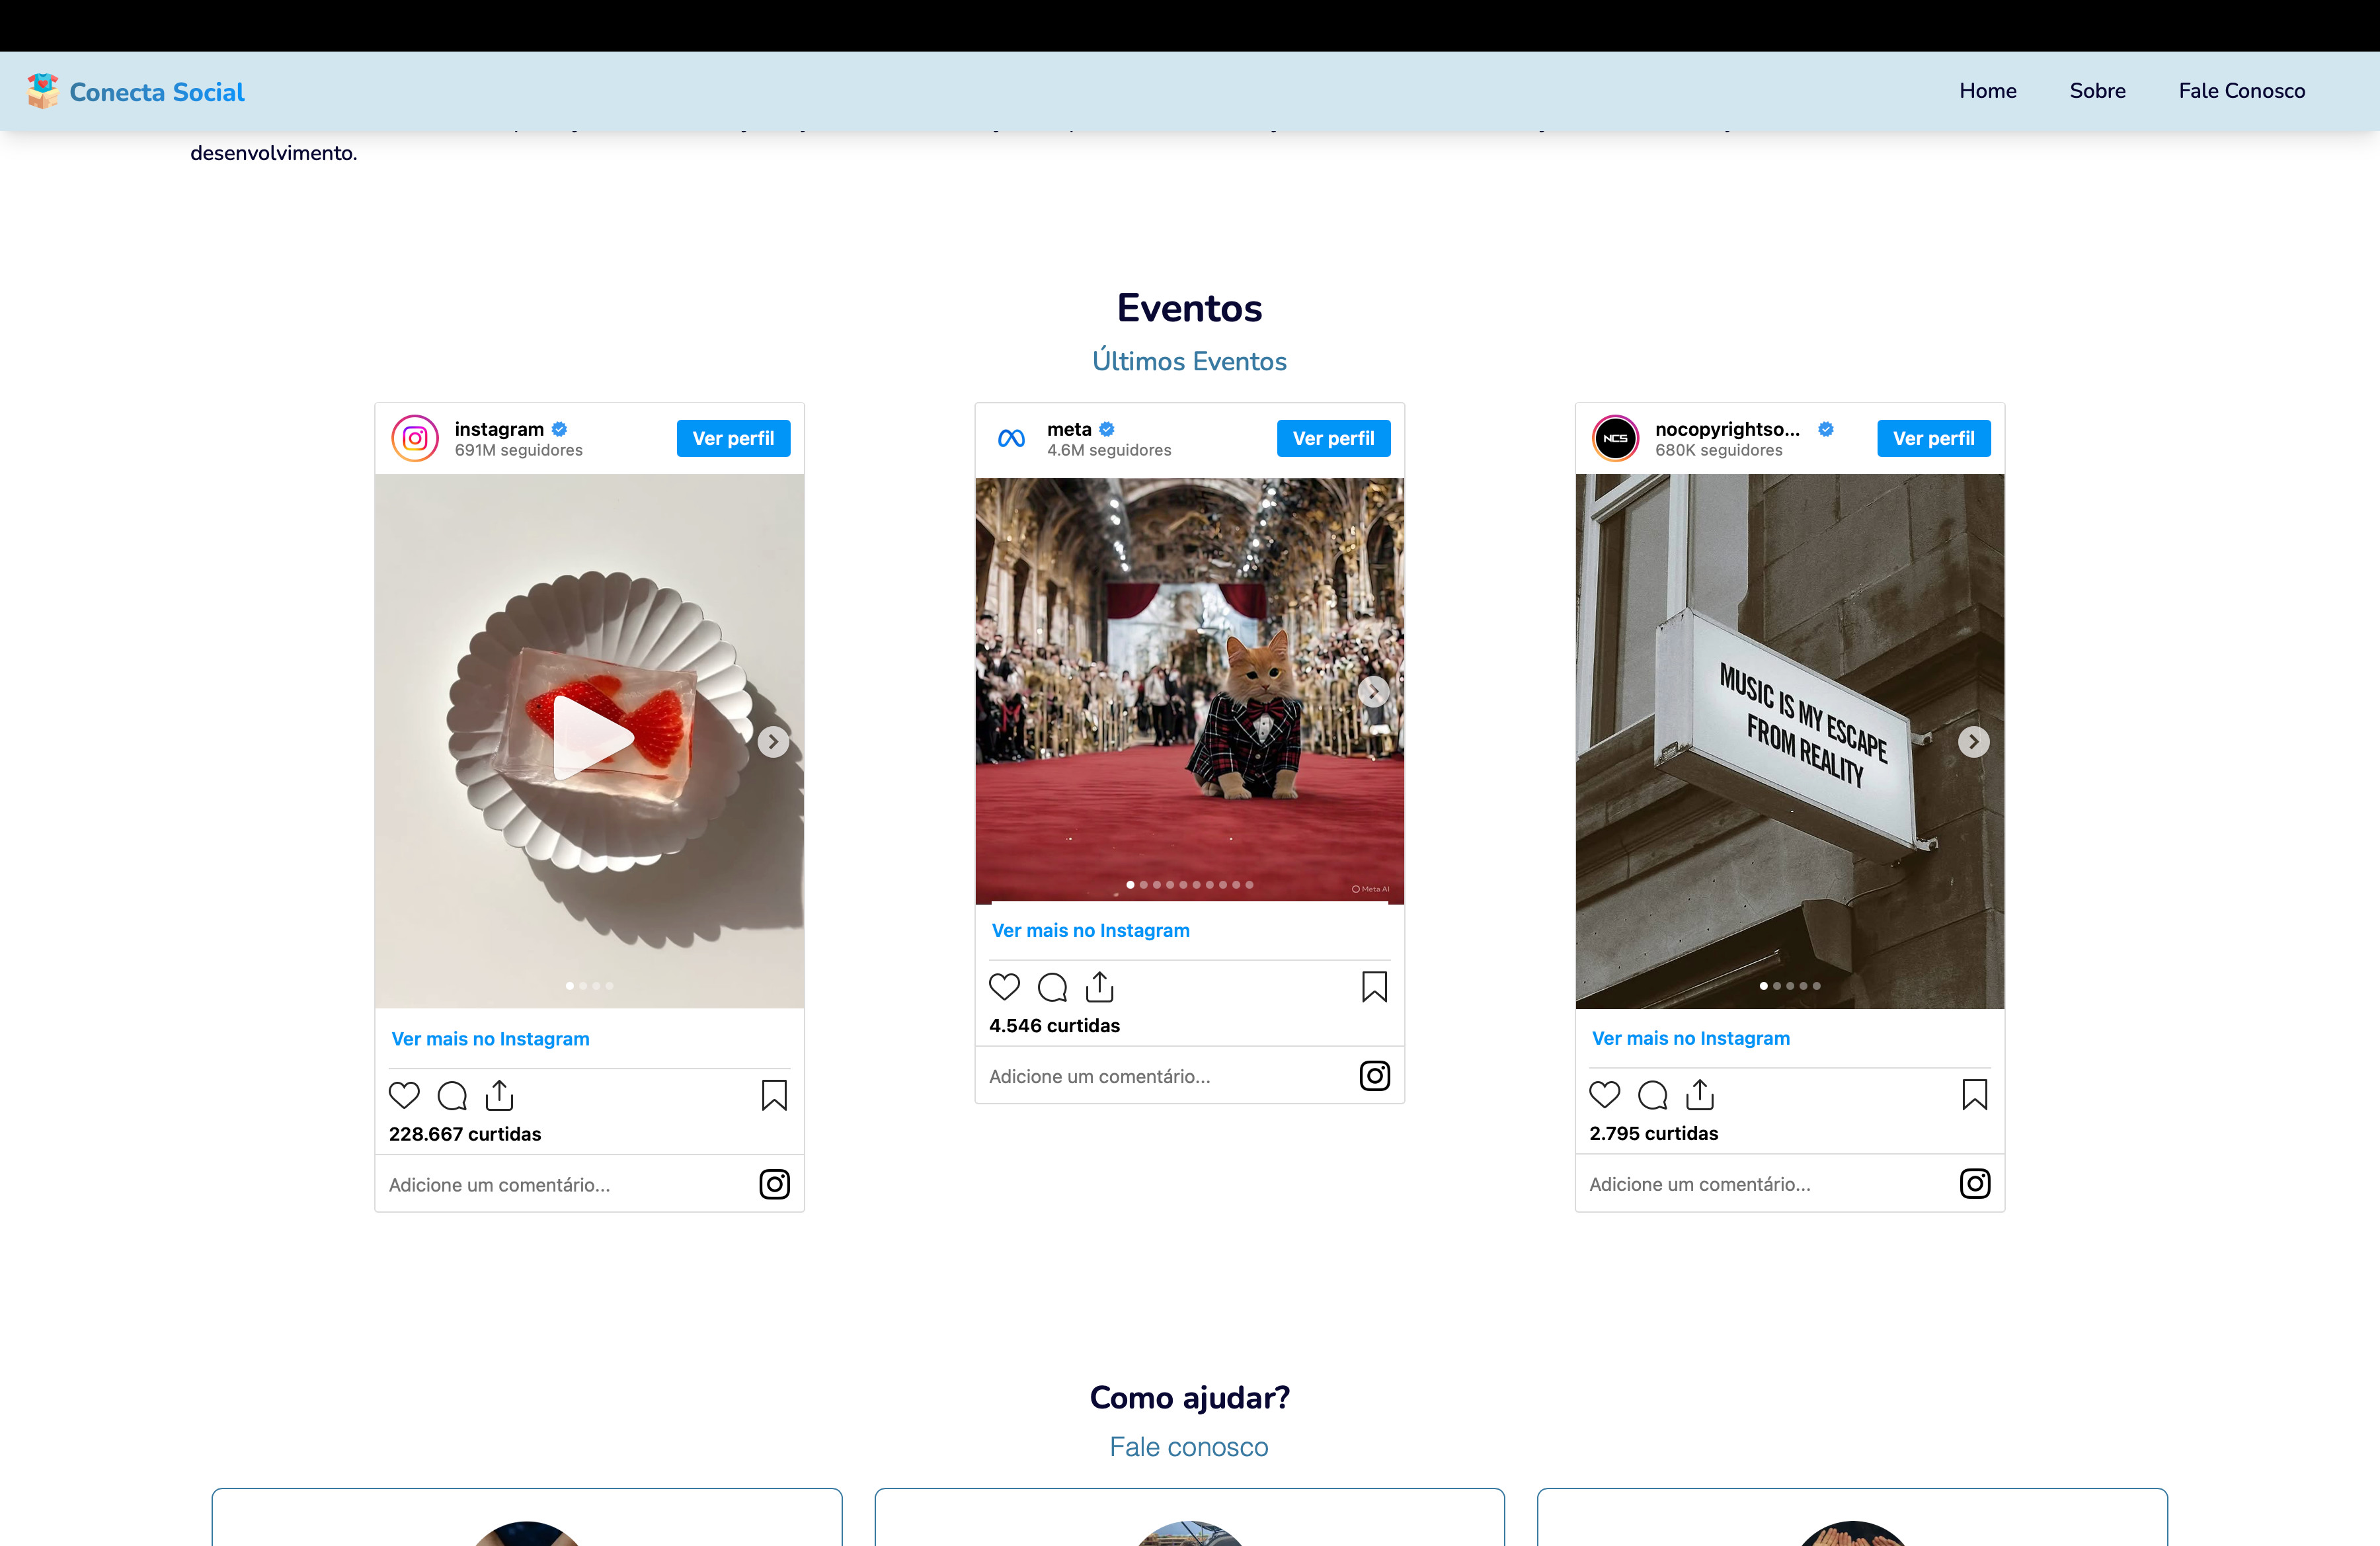 Conecta Social
Home
Sobre
Fale Conosco
desenvolvimento.
Eventos
Últimos Eventos
instagram
691M seguidores
Ver perfil
Ver mais no Instagram
228.667 curtidas
Adicione um comentário...
meta
4.6M seguidores
Ver perfil
Meta AI
Ver mais no Instagram
4.546 curtidas
Adicione um comentário...
NCS
nocopyrightso...
680K seguidores
Ver perfil
MUSIC IS MY ESCAPE
FROM REALITY
Ver mais no Instagram
2.795 curtidas
Adicione um comentário...
Como ajudar?
Fale conosco